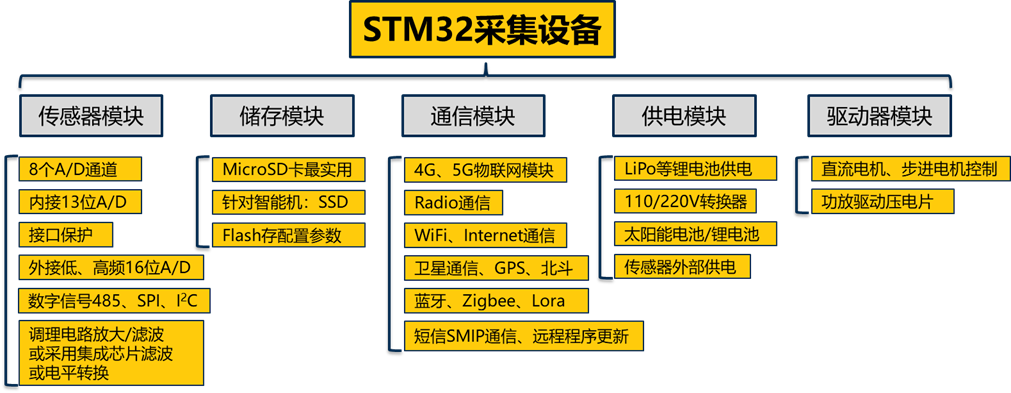 STM32采集设备
传感器模块
8个A/D通道
内接13位A/D
接口保护
外接低、高频16位A/D
数字信号485、SPI、I²C
调理电路放大/滤波
或采用集成芯片滤波
或电平转换
储存模块
MicroSD卡最实用
针对智能机：SSD
Flash存配置参数
通信模块
4G、5G物联网模块
Radio通信
WiFi、Internet通信
卫星通信、GPS、北斗
蓝牙、Zigbee、Lora
短信SMIP通信、远程程序更新
供电模块
LiPo等锂电池供电
110/220V转换器
太阳能电池/锂电池
传感器外部供电
驱动器模块
直流电机、步进电机控制
功放驱动压电片